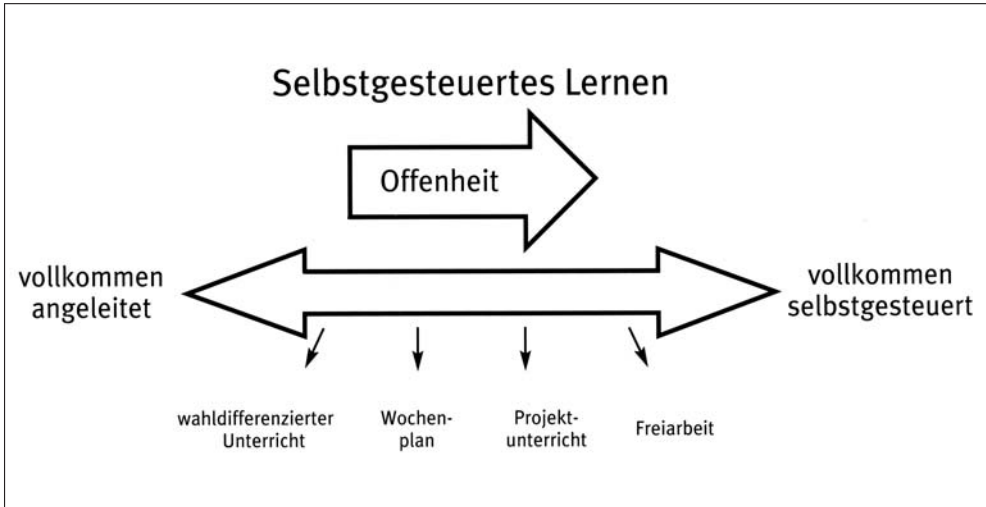 Selbstgesteuertes Lernen
Offenheit
vollkommen
angeleitet
vollkommen
selbstgesteuert
wahldifferenzierter
Unterricht
Wochen-
plan
Projekt-
unterricht
Freiarbeit